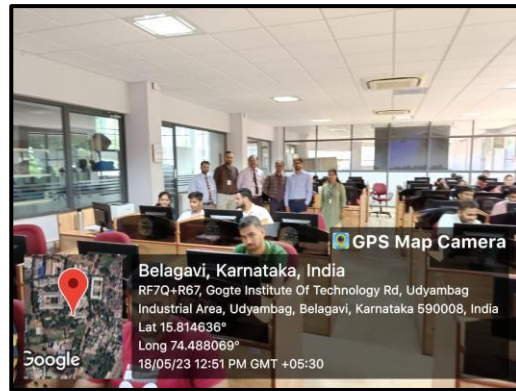 GPS Map Camera
Belagavi, Karnataka, India
RF7Q+R67, Gogte Institute Of Technology Rd, Udyambag
Industrial Area, Udyambag, Belagavi, Karnataka 590008, India
Lat 15.814636°
Long 74.488069°
18/05/23 12:51 PM GMT +05:30
Google